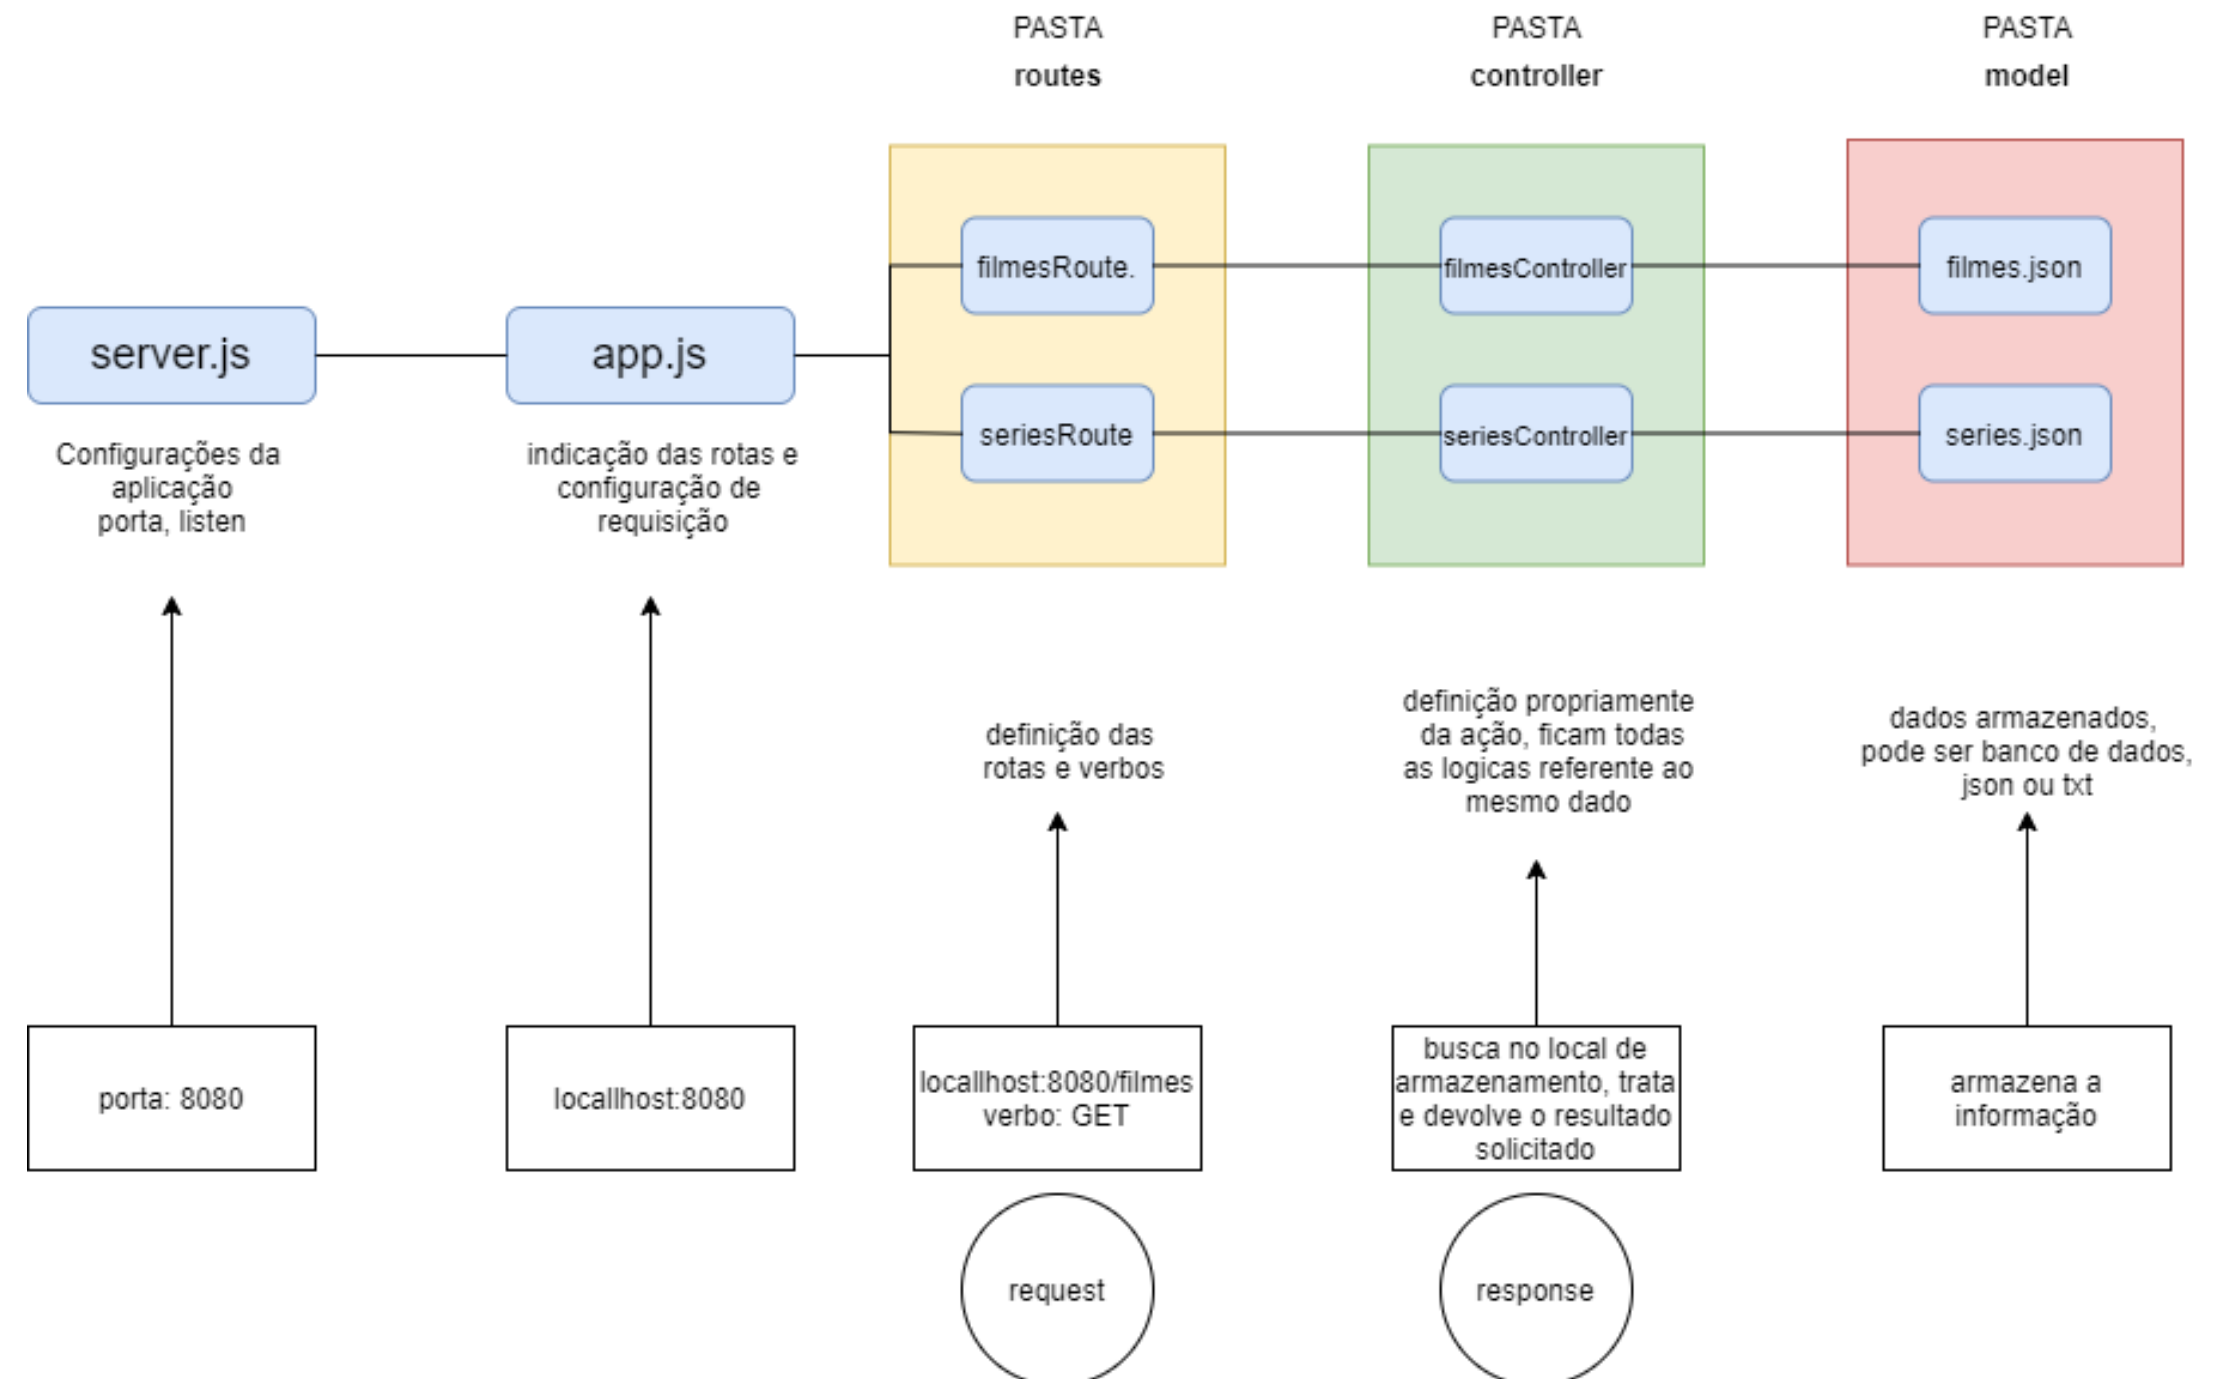 PASTA
routes
PASTA
controller
PASTA
model
filmesRoute.
filmesController
filmes.json
server.js
app.js
seriesRoute
seriesController
series.json
Configurações da
aplicação
porta, listen
indicação das rotas e
configuração de
requisição
definição das
rotas e verbos
definição propriamente
da ação, ficam todas
as logicas referente ao
mesmo dado
dados armazenados,
pode ser banco de dados,
json ou txt
porta: 8080
locallhost:8080
locallhost:8080/filmes
verbo: GET
busca no local de
armazenamento, trata
e devolve o resultado
solicitado
armazena a
informação
request
response